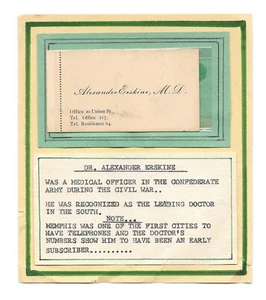 Alexander Erskine, M. D.
Office 20 Union St.,
Tel. Office 217.
Tel. Residence 84.
DR. ALEXANDER ERSKINE
WAS A MEDICAL OFFICER IN THE CONFEDERATE
ARMY DURING THE CIVIL WAR..
HE WAS RECOGNIZED AS THE LEADING DOCTOR
IN THE SOUTH.
NOTE...
MEMPHIS WAS ONE OF THE FIRST CITIES TO
HAVE TELEPHONES AND THE DOCTOR'S
NUMBERS SHOW HIM TO HAVE BEEN AN EARLY
SUBSCRIBER..........